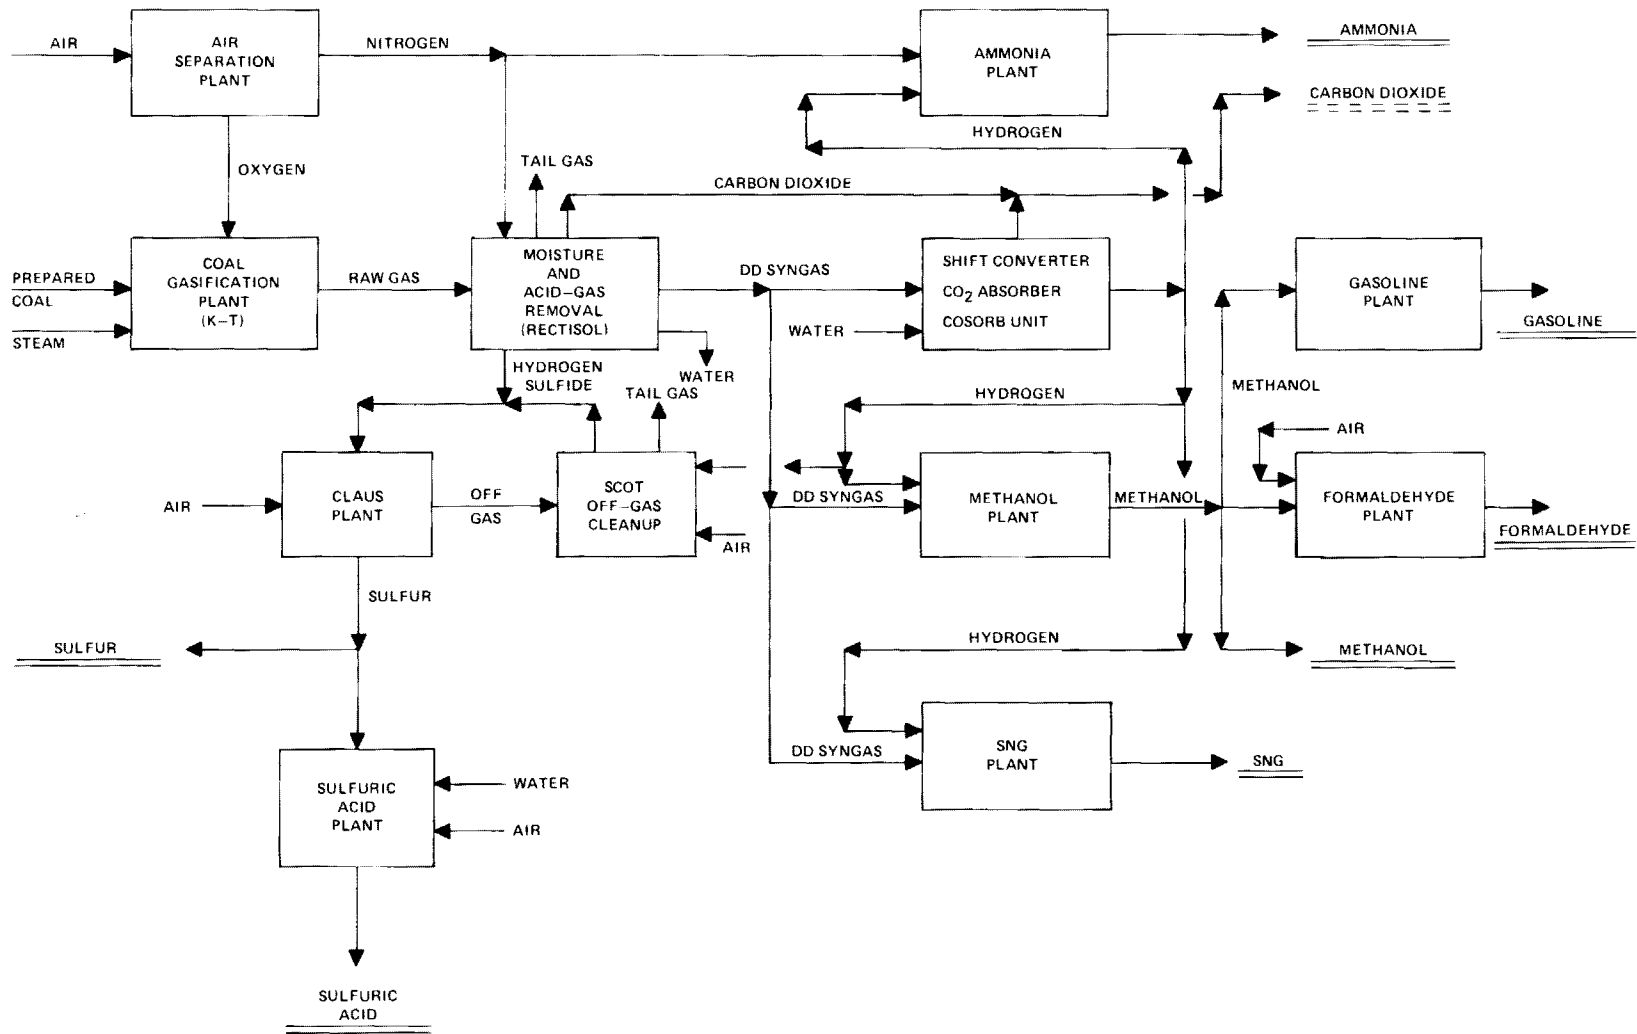 AIR
AIR
SEPARATION
PLANT
NITROGEN
AMMONIA
PLANT
AMMONIA
CARBON DIOXIDE
HYDROGEN
OXYGEN
TAIL GAS
CARBON DIOXIDE
PREPARED
COAL
STEAM
COAL
GASIFICATION
PLANT
(K-T)
RAW GAS
MOISTURE
AND
ACID-GAS
REMOVAL
(RECTISOL)
DD SYNGAS
WATER
WATER
SHIFT CONVERTER
CO2 ABSORBER
COSORB UNIT
GASOLINE
PLANT
GASOLINE
HYDROGEN
SULFIDE
TAIL GAS
HYDROGEN
METHANOL
AIR
AIR
CLAUS
PLANT
OFF
GAS
SCOT
OFF-GAS
CLEANUP
AIR
DD SYNGAS
METHANOL
PLANT
METHANOL
FORMALDEHYDE
PLANT
FORMALDEHYDE
SULFUR
SULFUR
HYDROGEN
METHANOL
DD SYNGAS
SNG
PLANT
SNG
SULFURIC
ACID
PLANT
WATER
AIR
SULFURIC
ACID